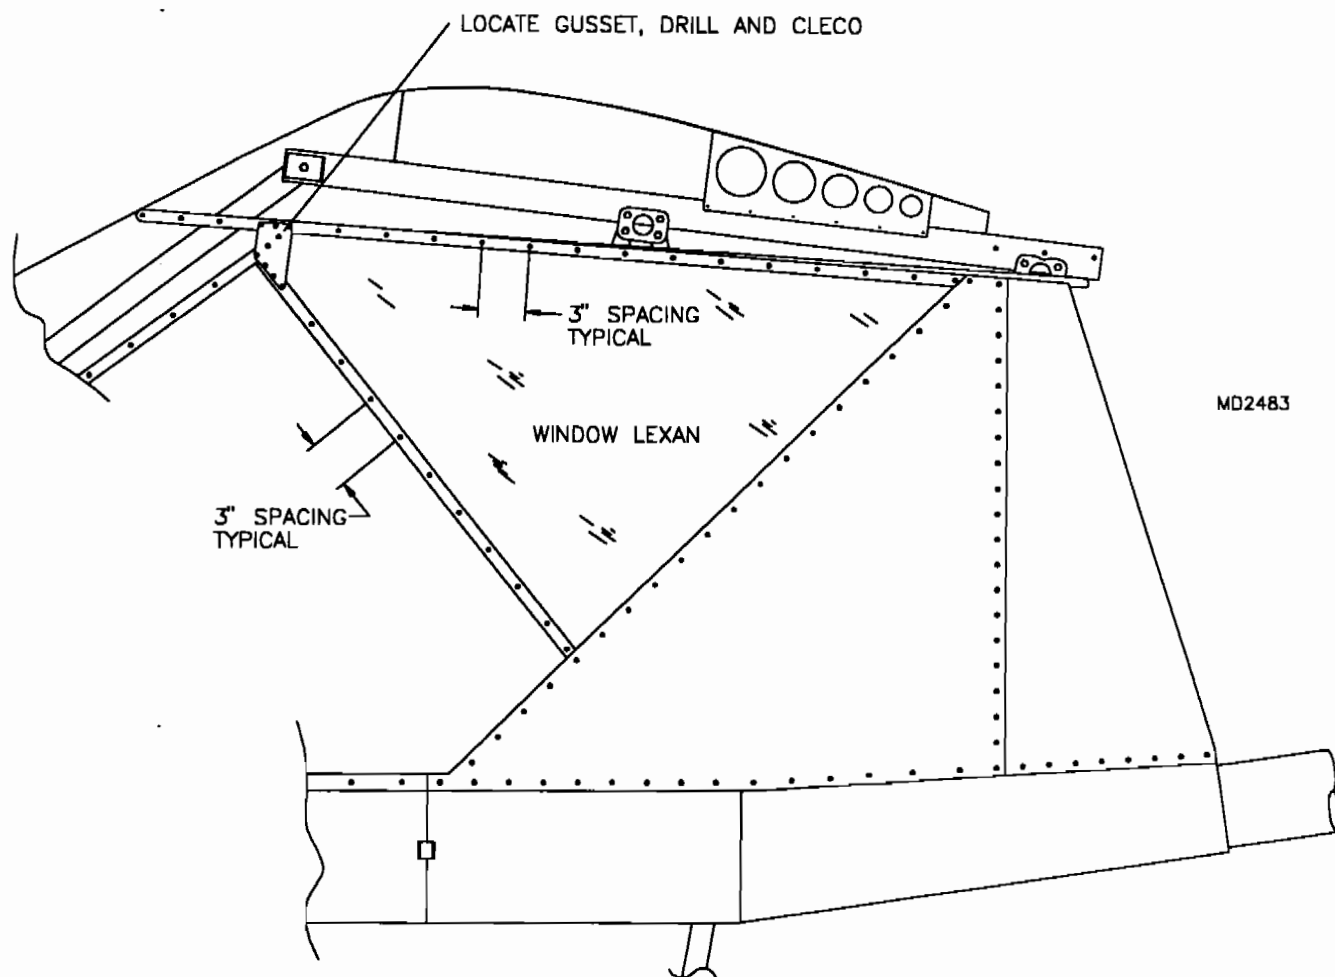 LOCATE GUSSET, DRILL AND CLECO
3" SPACING
TYPICAL
MD2483
WINDOW LEXAN
3" SPACING
TYPICAL